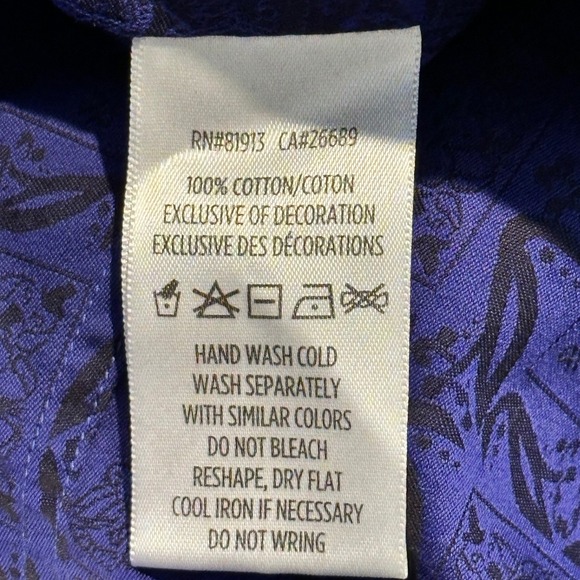 RN#81913 CA#26689
100% COTTON/COTON
EXCLUSIVE OF DECORATION
EXCLUSIVE DES DÉCORATIONS
HAND WASH COLD
WASH SEPARATELY
WITH SIMILAR COLORS
DO NOT BLEACH
RESHAPE, DRY FLAT
COOL IRON IF NECESSARY
DO NOT WRING